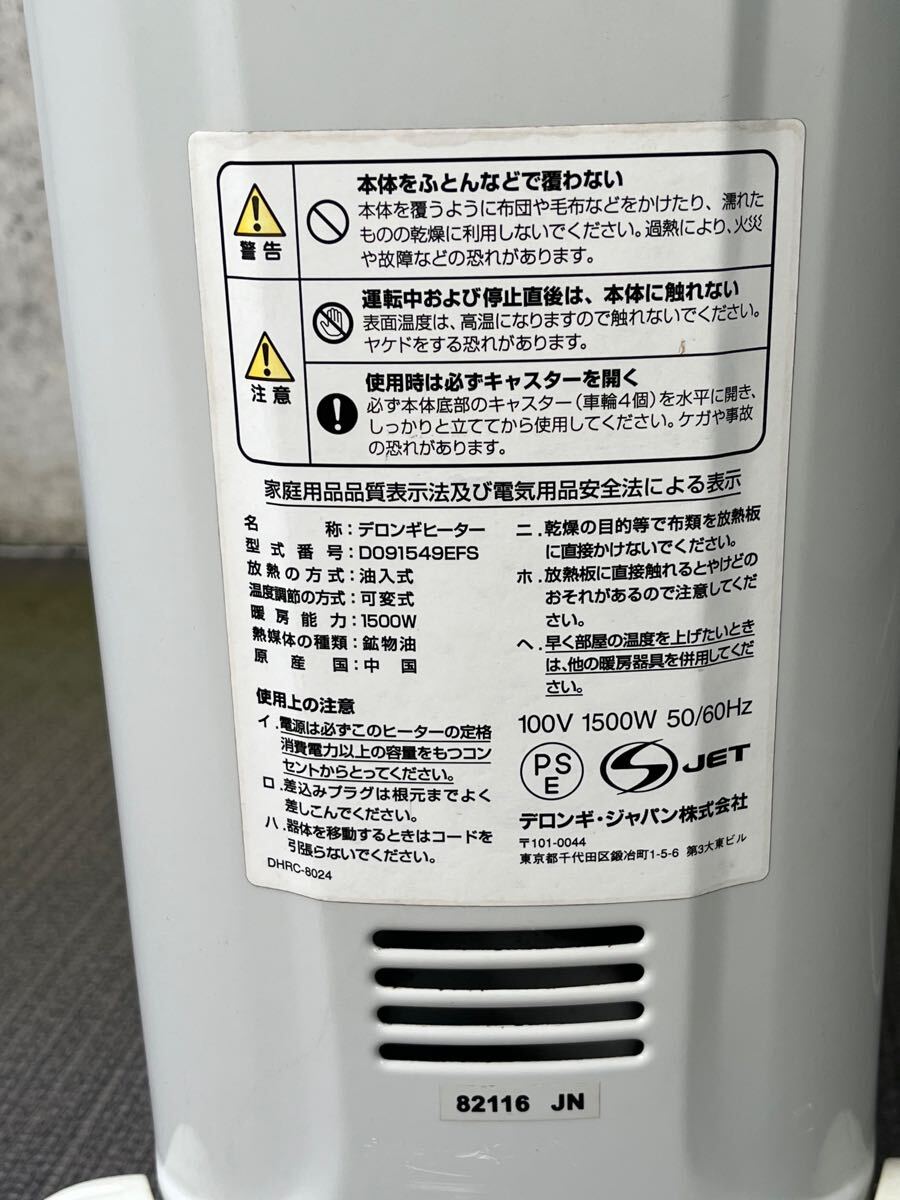 警告
本体をふとんなどで覆わない
本体を覆うように布団や毛布などをかけたり、濡れた
ものの乾燥に利用しないでください。過熱により、火災
や故障などの恐れがあります。
注意
運転中および停止直後は、本体に触れない
表面温度は、高温になりますので触れないでください。
ヤケドをする恐れがあります。
使用時は必ずキャスターを開く
必ず本体底部のキャスター(車輪4個)を水平に開き、
しっかりと立ててから使用してください。ケガや事故
の恐れがあります。
家庭用品品質表示法及び電気用品安全法による表示
名称:デロンギヒーター
型式番号:D091549EFS
放熱の方式:油入式
温度調節の方式:可変式
暖房能力:1500W
熱媒体の種類:鉱物油
原産国:中国
使用上の注意
イ.電源は必ずこのヒーターの定格
消費電力以上の容量をもつコン
セントからとってください。
ロ.差込みプラグは根元までよく
差しこんでください。
ハ.器体を移動するときはコードを
引張らないでください。
DHRC-8024
ニ.乾燥の目的等で布類を放熱板
に直接かけないでください。
ホ.放熱板に直接触れるとやけどの
おそれがあるので注意してくだ
さい。
ヘ.早く部屋の温度を上げたいとき
は、他の暖房器具を併用してくだ
さい。
100V 1500W 50/60Hz
PS
E
JET
デロンギ・ジャパン株式会社
〒101-0044
東京都千代田区鍛冶町1-5-6 第3大東ビル
82116 JN